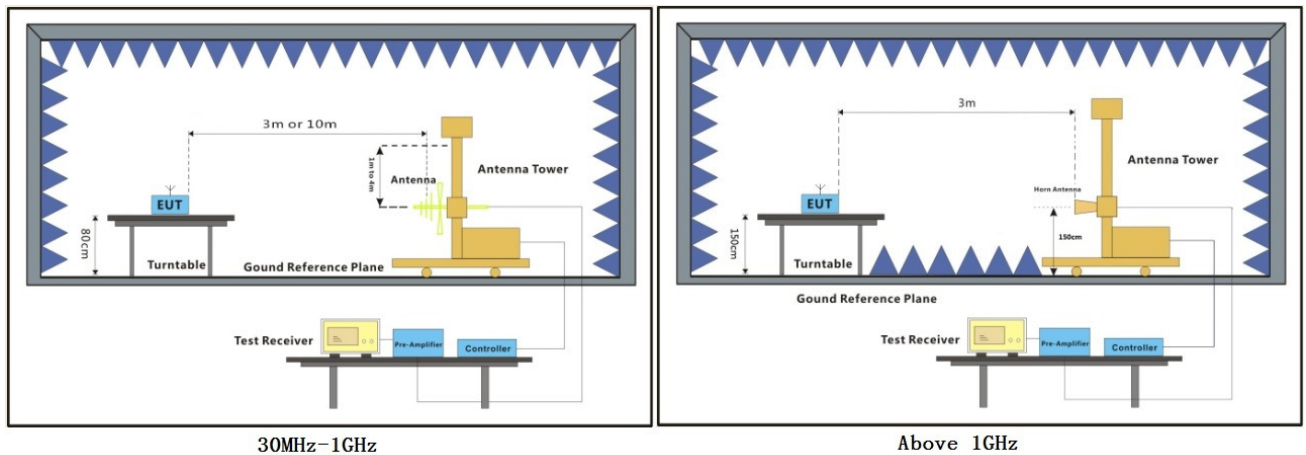 3m or 10m
1m to 4m
Antenna
Antenna Tower
EUT
80cm
Turntable
Gound Reference Plane
Test Receiver
Pre-Amplifier
Controller
30MHz-1GHz
3m
Antenna Tower
Horn Antenna
EUT
150cm
150cm
Turntable
Gound Reference Plane
Test Receiver
Pre-Amplifier
Controller
Above 1GHz